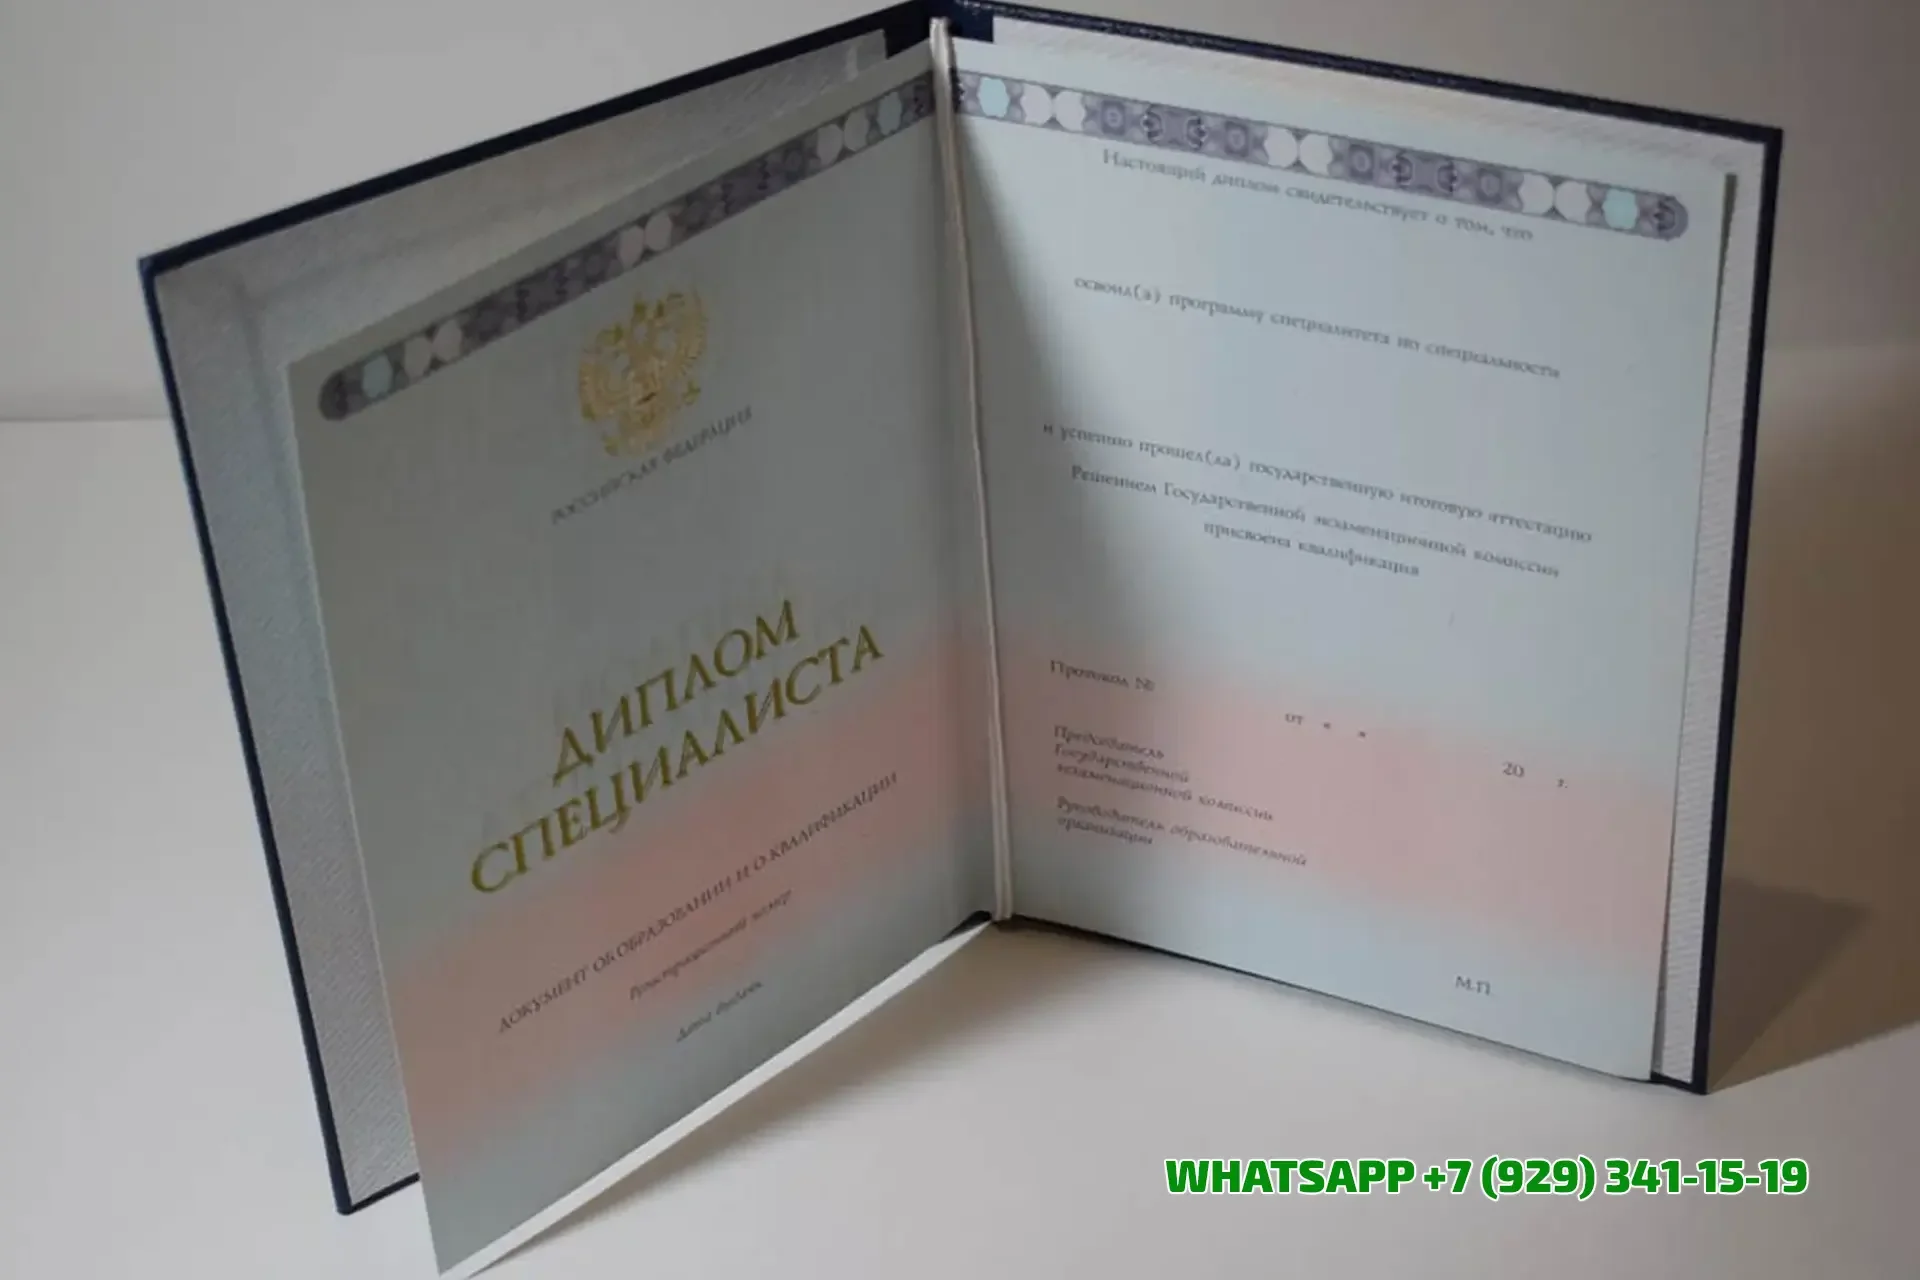 РОССИЙСКАЯ ФЕДЕРАЦИЯ
ДИПЛОМ
СПЕЦИАЛИСТА
ДОКУМЕНТ ОБ ОБРАЗОВАНИИ И О КВАЛИФИКАЦИИ
Регистрационный номер
Дата выдачи
Настоящий диплом свидетельствует о том, что
освоил(а) программу специалитета по специальности
и успешно прошел(ла) государственную итоговую аттестацию
Решением Государственной экзаменационной комиссии
присвоена квалификация
Протокол №
от « »
20 г.
Председатель
Государственной
экзаменационной комиссии
Руководитель образовательной
организации
М.П.
WHATSAPP +7 (929) 341-15-19